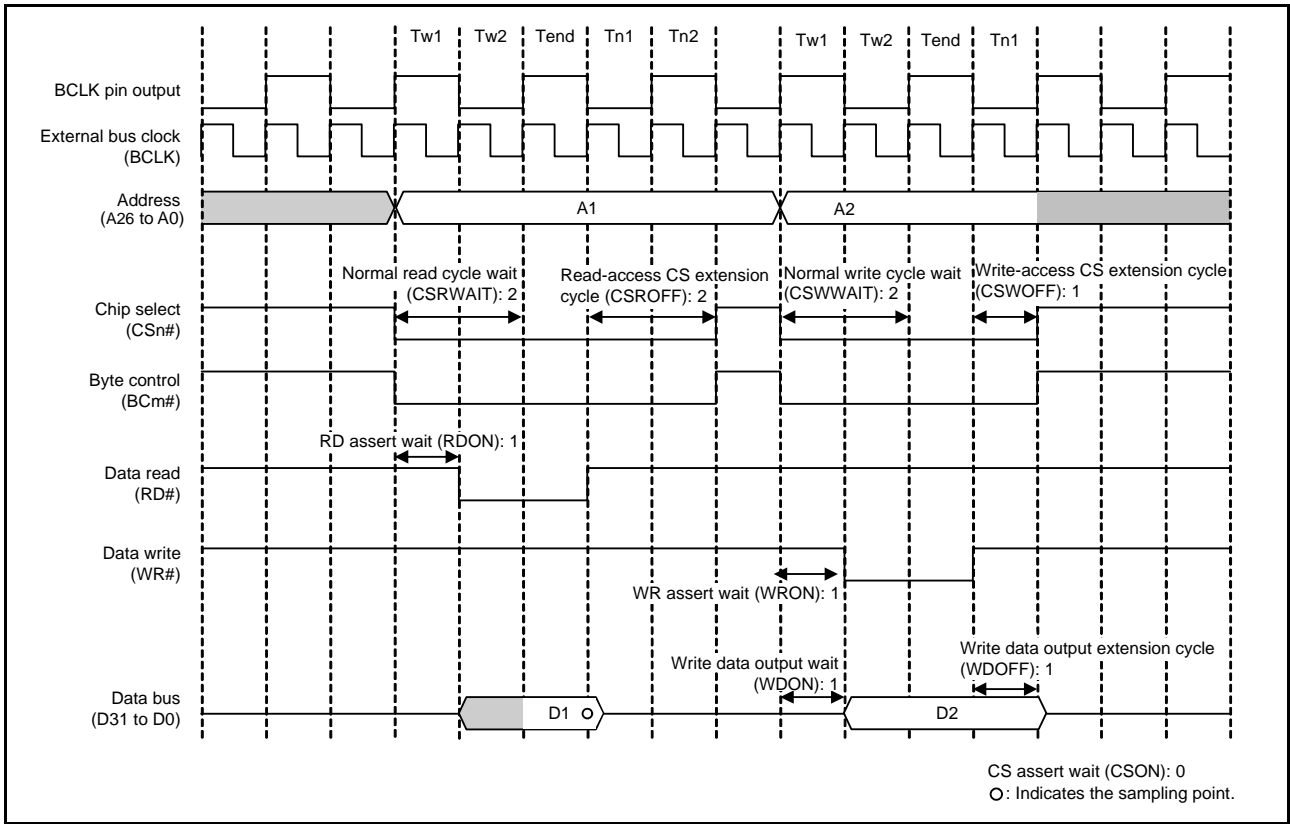 Tw1 Tw2 Tend Tn1 Tn2 Tw1 Tw2 Tend Tn1
BCLK pin output
External bus clock
(BCLK)
Address
(A26 to A0)
A1
A2
Normal read cycle wait
(CSRWAIT): 2
Read-access CS extension
cycle (CSROFF): 2
Normal write cycle wait
(CSWWAIT): 2
Write-access CS extension cycle
(CSWOFF): 1
Chip select
(CSn#)
Byte control
(BCm#)
RD assert wait (RDON): 1
Data read
(RD#)
Data write
(WR#)
WR assert wait (WRON): 1
Write data output wait
(WDON): 1
Write data output extension cycle
(WDOFF): 1
Data bus
(D31 to D0)
D1
D2
CS assert wait (CSON): 0
: Indicates the sampling point.